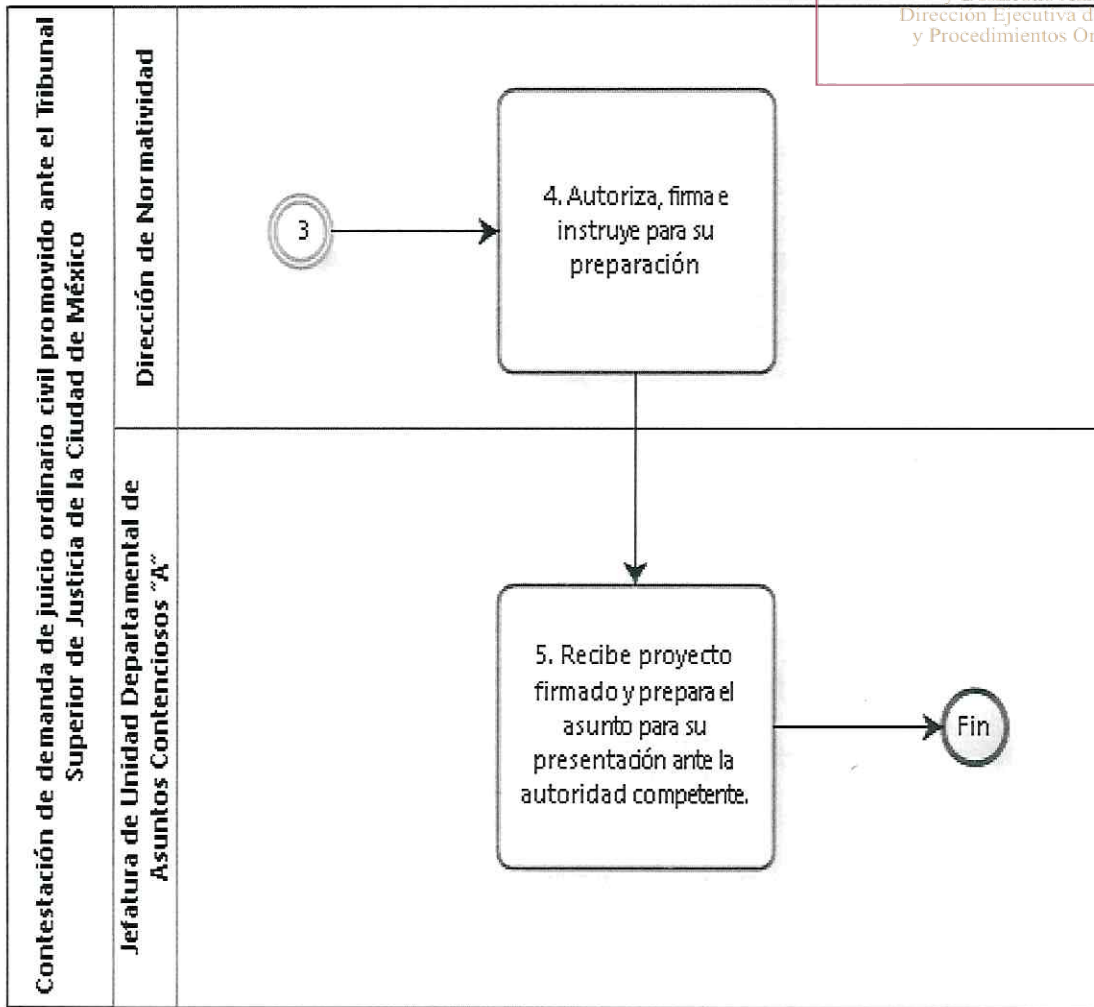 Dirección Ejecutiva d
y Procedimientos Or
Contestación de demanda de juicio ordinario civil promovido ante el Tribunal
Superior de Justicia de la Ciudad de México
Dirección de Normatividad
3
4. Autoriza, firma e
instruye para su
preparación
Jefatura de Unidad Departamental de
Asuntos Contenciosos "A"
5. Recibe proyecto
firmado y prepara el
asunto para su
presentación ante la
autoridad competente.
Fin